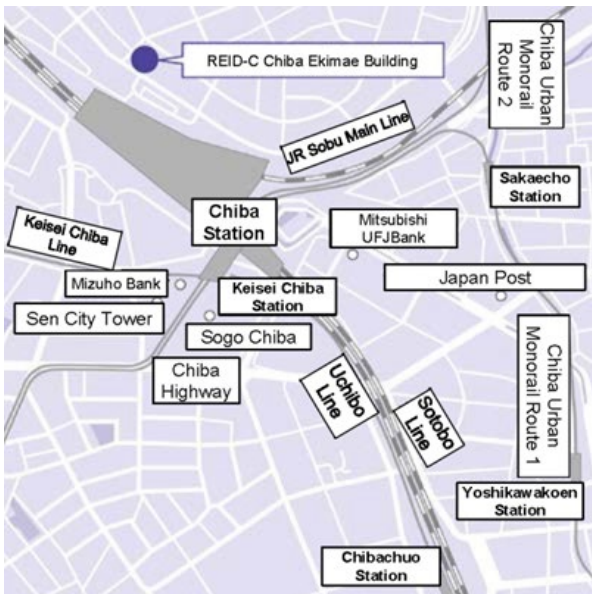 REID-C Chiba Ekimae Building
Chiba Urban
Monorail
Route 2
JR Sobu Main Line
Sakaecho
Station
Chiba
Station
Mitsubishi
UFJBank
Keisei Chiba
Line
Mizuho Bank
Keisei Chiba
Station
Japan Post
Sen City Tower
Sogo Chiba
Chiba
Highway
Uchibo
Line
Sotobo
Line
Chiba Urban
Monorail Route 1
Yoshikawakoen
Station
Chibachuo
Station